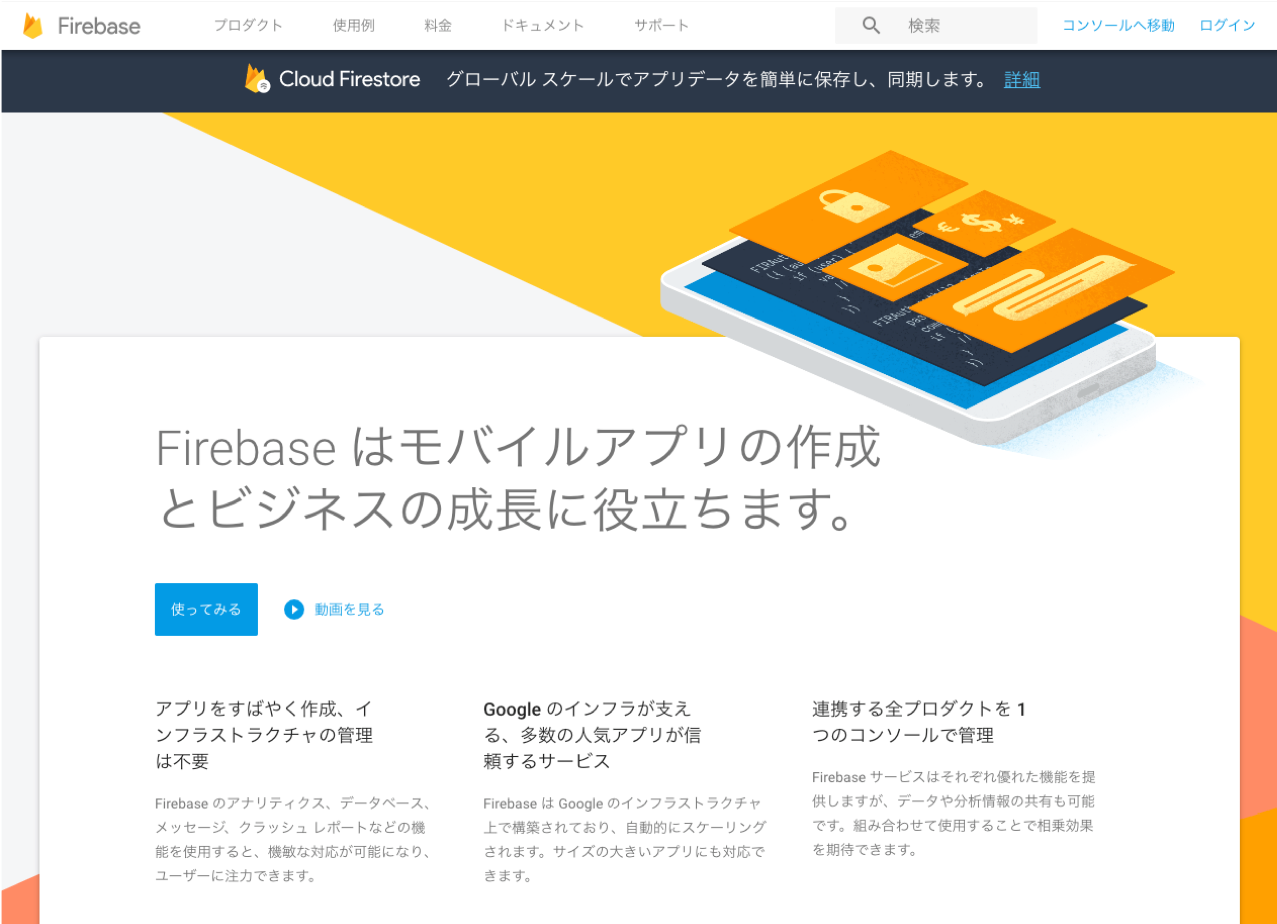 Firebase
プロダクト
使用例
料金
ドキュメント
サポート
検索
コンソールへ移動
ログイン
Cloud Firestore
グローバル スケールでアプリデータを簡単に保存し、同期します。 詳細
Firebase はモバイルアプリの作成
とビジネスの成長に役立ちます。
使ってみる
動画を見る
アプリをすばやく作成、イ
ンフラストラクチャの管理
は不要
Firebase のアナリティクス、データベース、
メッセージ、クラッシュ レポートなどの機
能を使用すると、機敏な対応が可能になり、
ユーザーに注力できます。
Google のインフラが支え
る、多数の人気アプリが信
頼するサービス
Firebase は Google のインフラストラクチャ
上で構築されており、自動的にスケーリング
されます。サイズの大きいアプリにも対応で
きます。
連携する全プロダクトを 1
つのコンソールで管理
Firebase サービスはそれぞれ優れた機能を提
供しますが、データや分析情報の共有も可能
です。組み合わせて使用することで相乗効果
を期待できます。